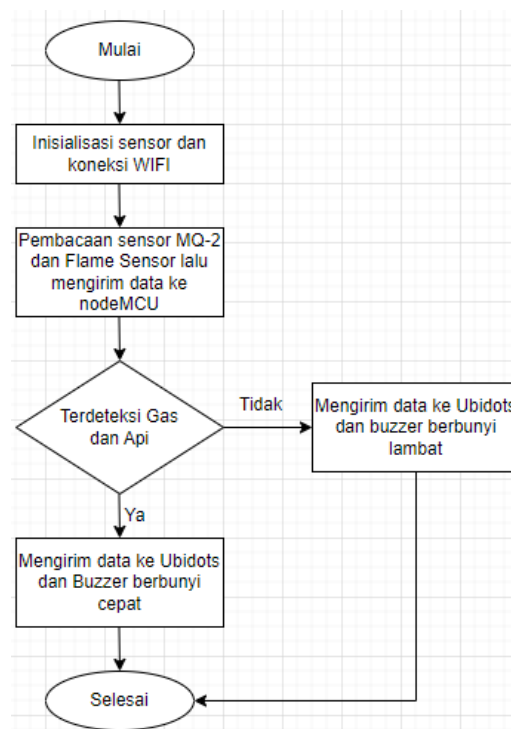 Mulai
Inisialisasi sensor dan
koneksi WIFI
Pembacaan sensor MQ-2
dan Flame Sensor lalu
mengirim data ke
nodeMCU
Terdeteksi Gas
dan Api
Tidak
Mengirim data ke Ubidots
dan buzzer berbunyi
lambat
Ya
Mengirim data ke Ubidots
dan Buzzer berbunyi
cepat
Selesai